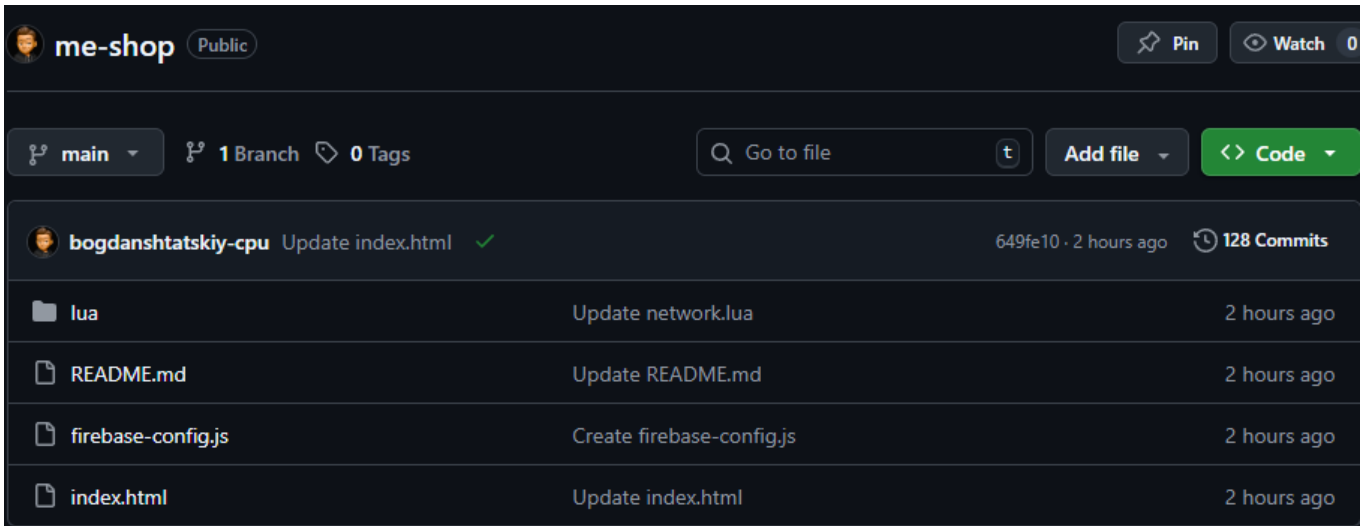 me-shop Public Pin Watch 0
main 1 Branch 0 Tags Go to file t Add file Code
bogdanshtatskiy-cpu Update index.html 649fe10 · 2 hours ago 128 Commits
lua Update network.lua 2 hours ago
README.md Update README.md 2 hours ago
firebase-config.js Create firebase-config.js 2 hours ago
index.html Update index.html 2 hours ago